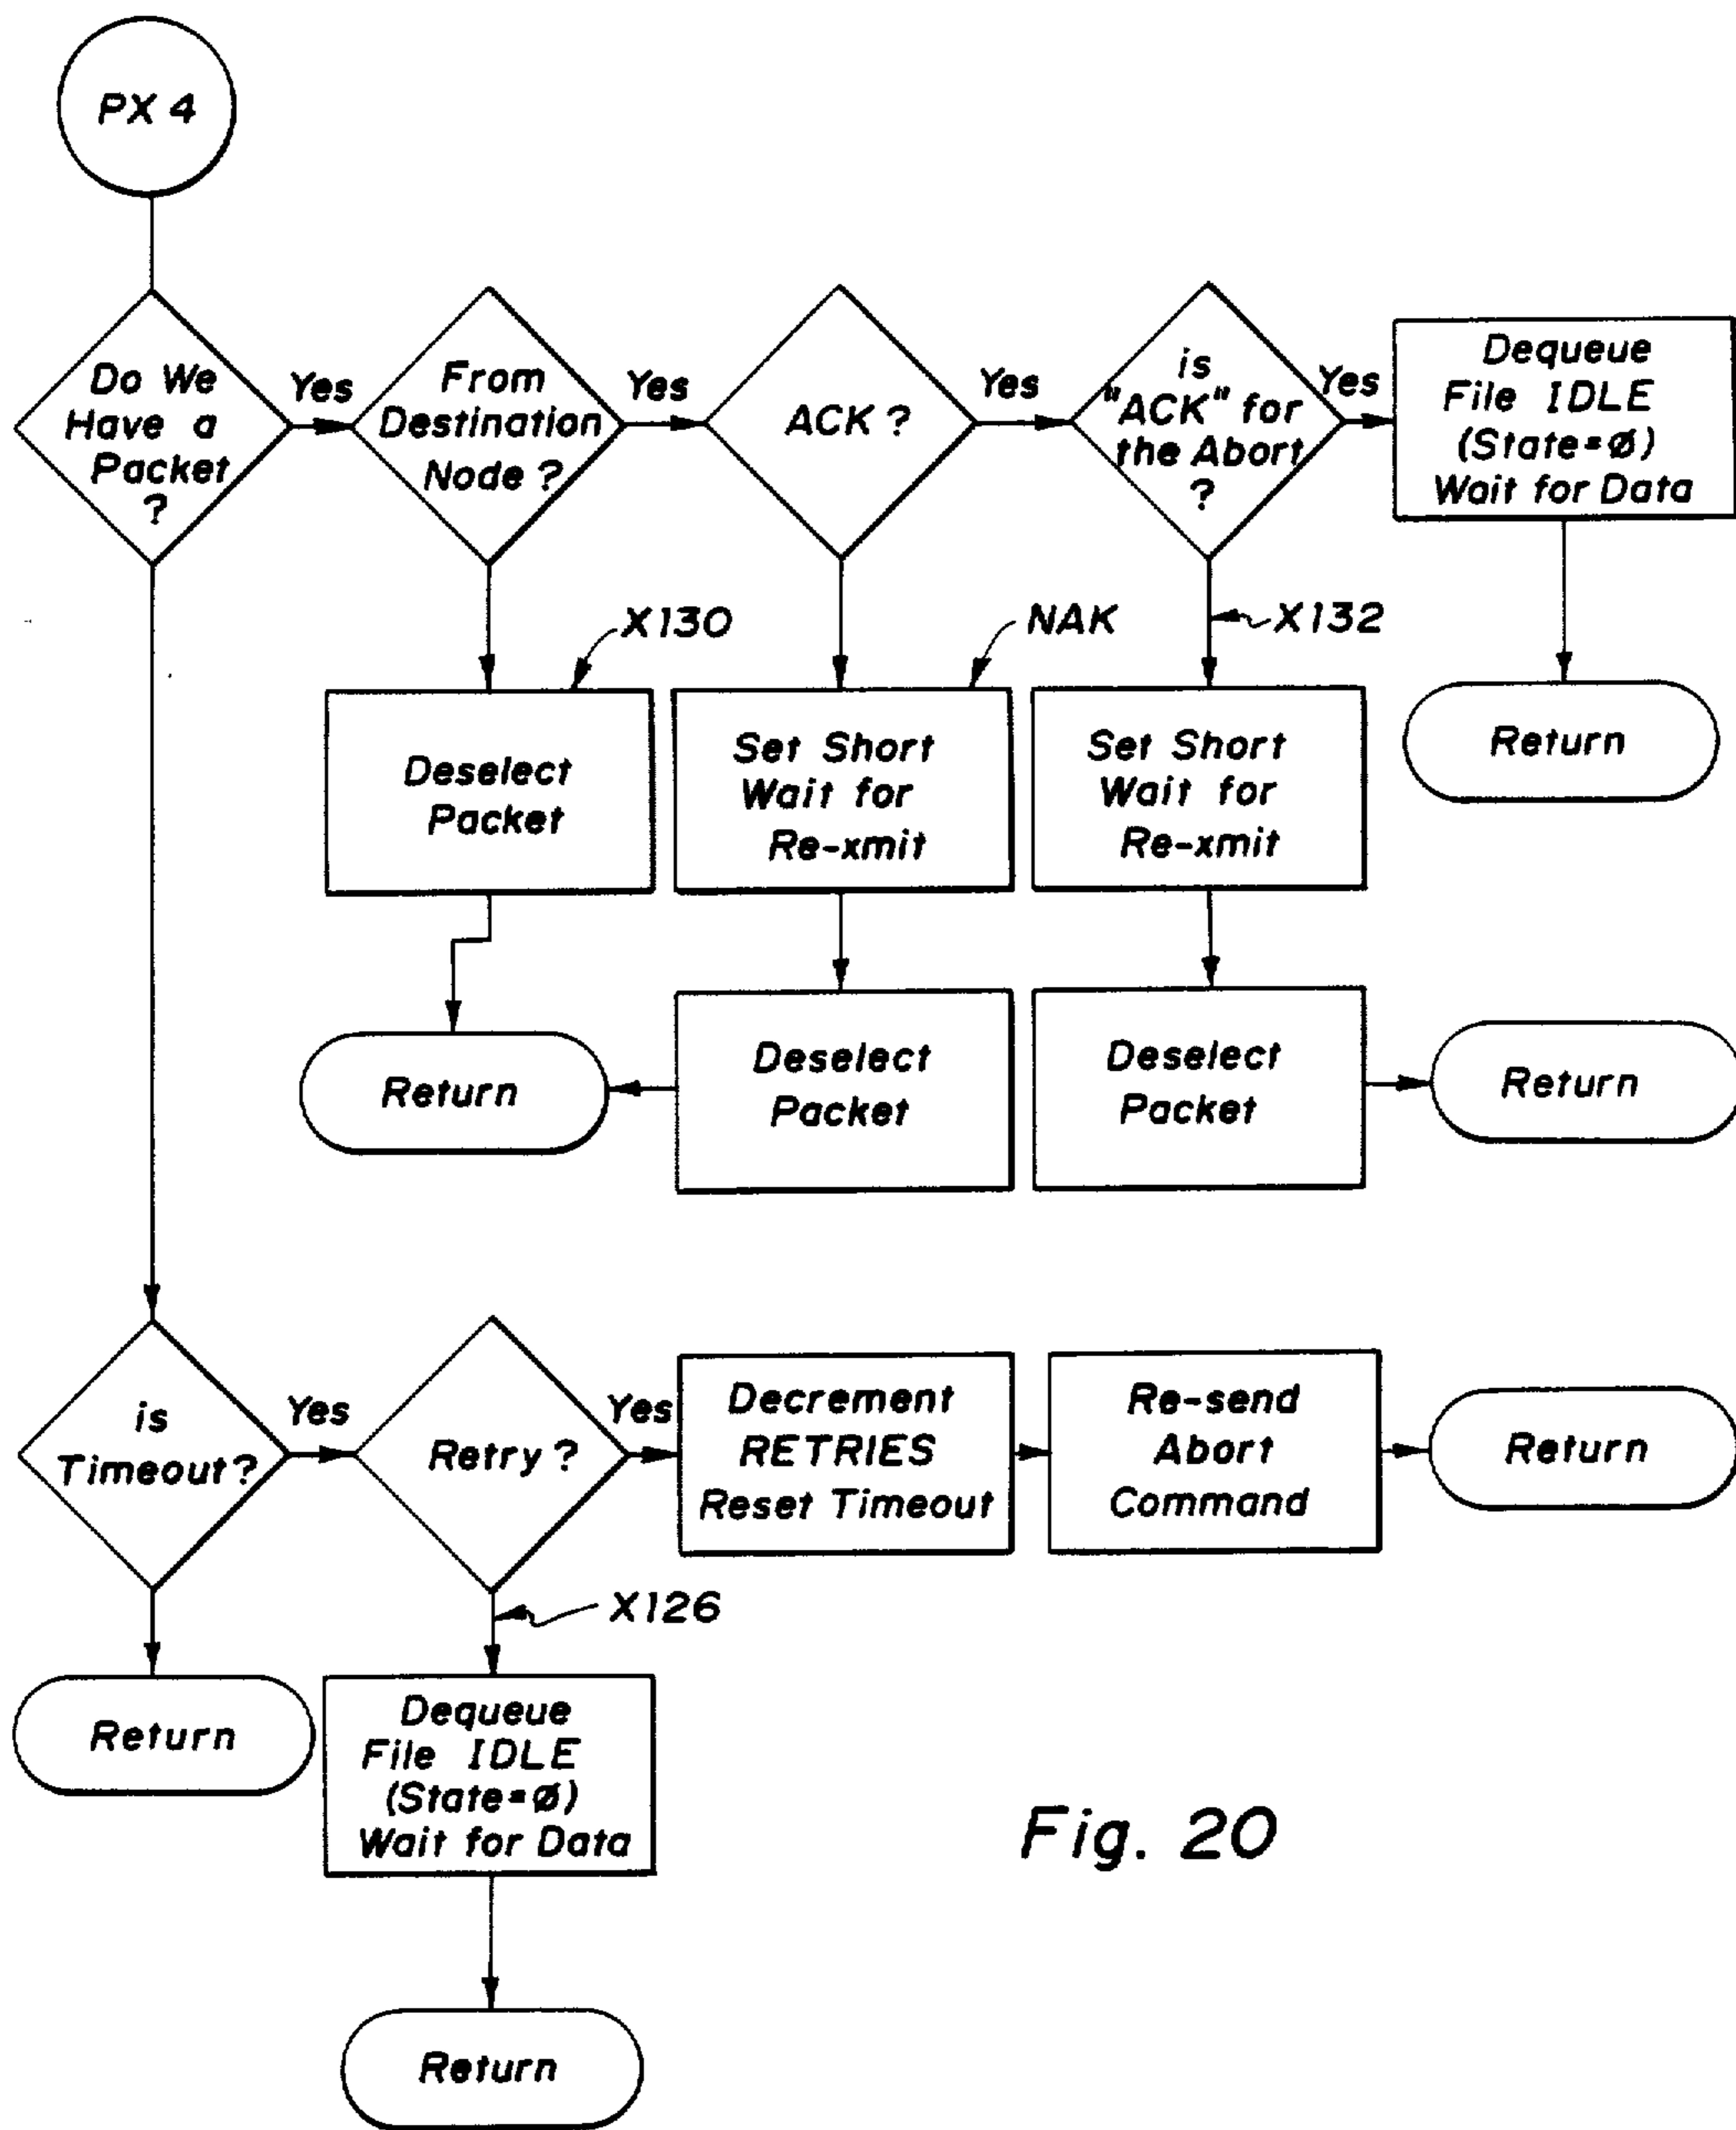 PX 4
Do We
Have a
Packet
?
Yes
From
Destination
Node ?
Yes
ACK ?
Yes
is
"ACK" for
the Abort
?
Yes
Dequeue
File IDLE
(State=Ø)
Wait for Data
X130
NAK
X132
Deselect
Packet
Set Short
Wait for
Re-xmit
Set Short
Wait for
Re-xmit
Return
Return
Deselect
Packet
Deselect
Packet
Return
is
Timeout?
Yes
Retry ?
Yes
Decrement
RETRIES
Reset Timeout
Re-send
Abort
Command
Return
X126
Return
Dequeue
File IDLE
(State=Ø)
Wait for Data
Return
Fig. 20